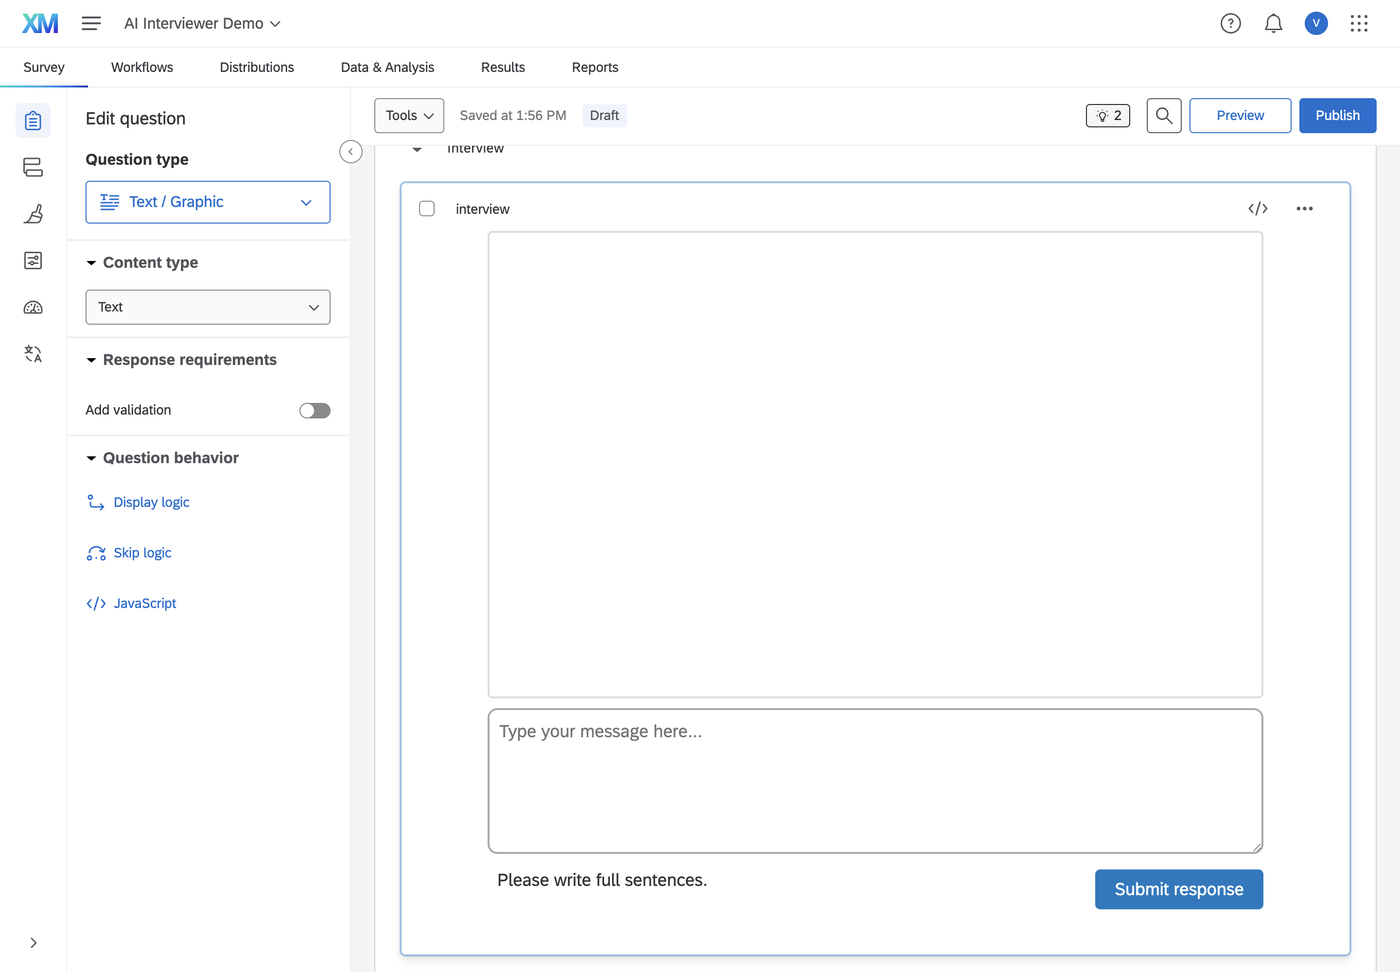 XM AI Interviewer Demo ? V
Survey Workflows Distributions Data & Analysis Results Reports
Edit question
Tools Saved at 1:56 PM Draft 2 Preview Publish
Interview
Question type
Text / Graphic
interview </>
Content type
Text
Response requirements
Add validation
Question behavior
Display logic
Skip logic
</> JavaScript
Type your message here...
Please write full sentences.
Submit response